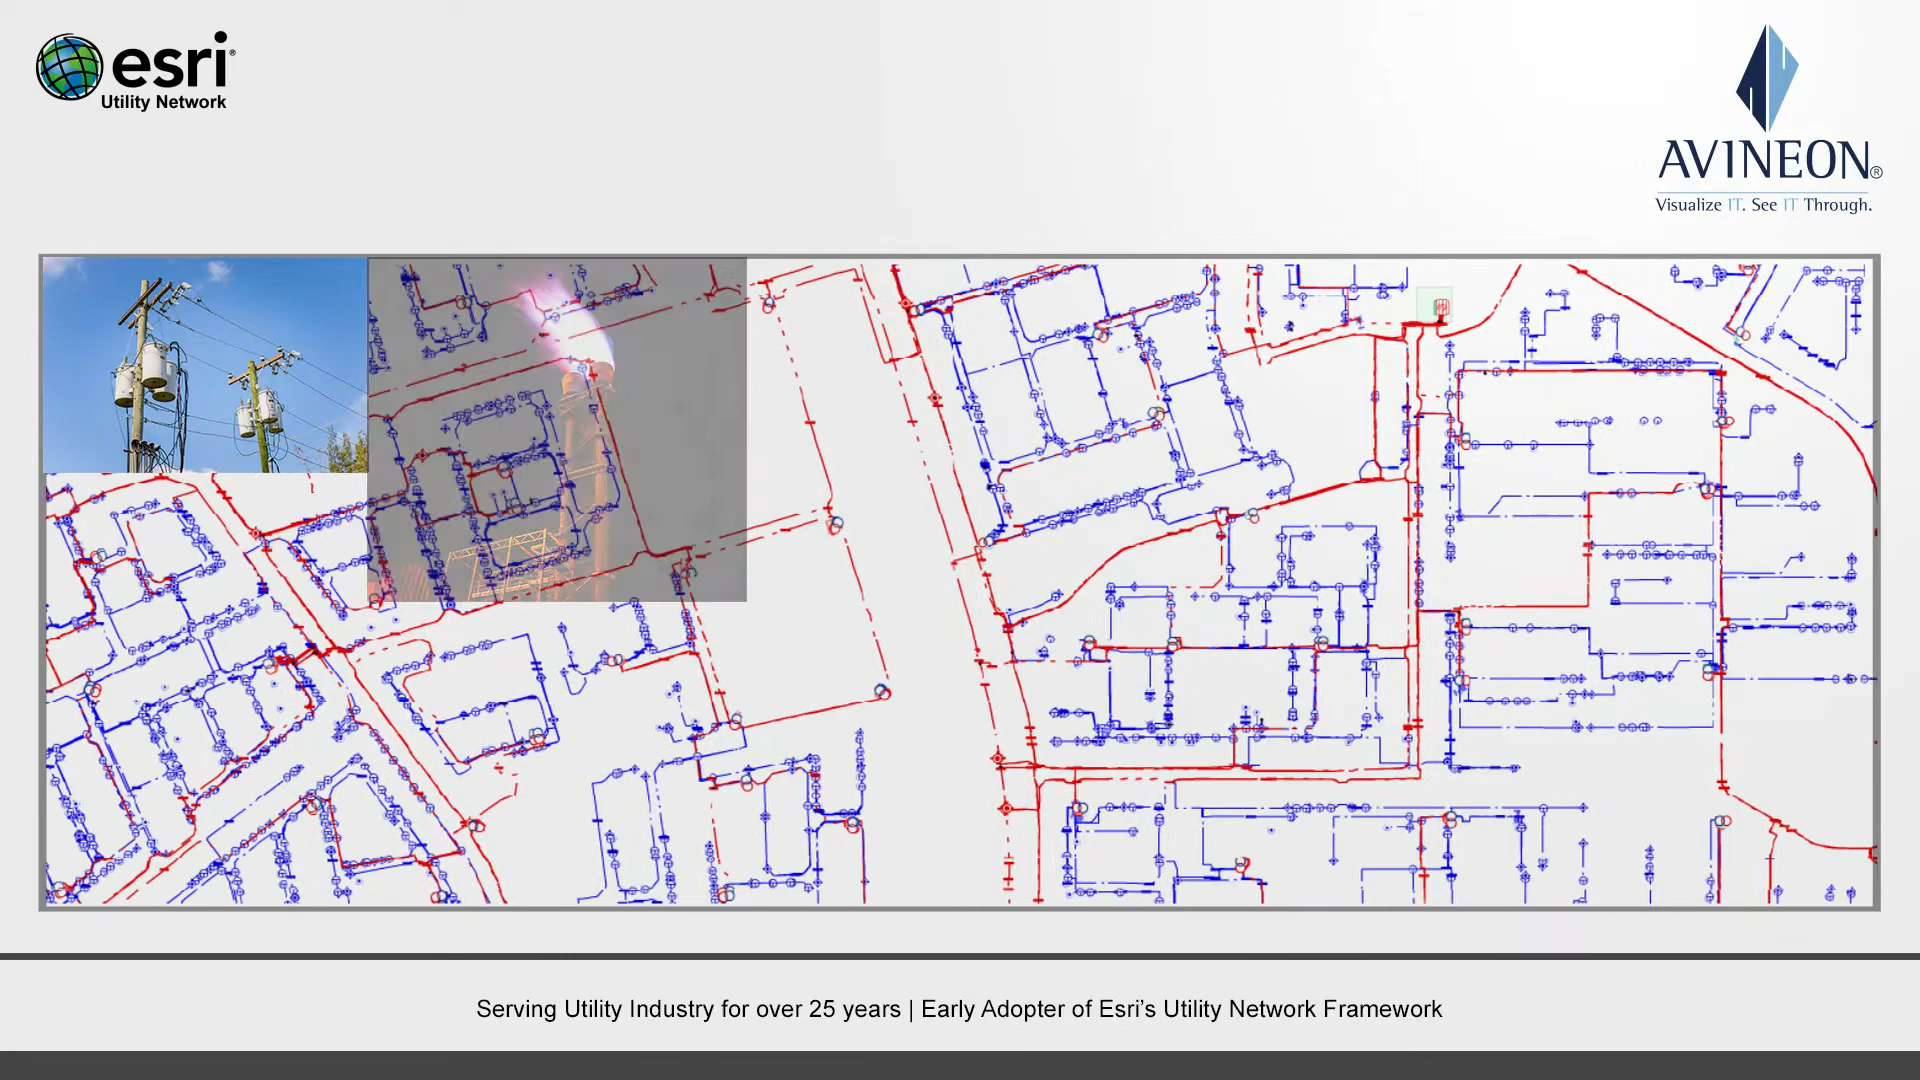 esri®
Utility Network
AVINEON®
Visualize IT. See IT Through.
Serving Utility Industry for over 25 years | Early Adopter of Esri’s Utility Network Framework